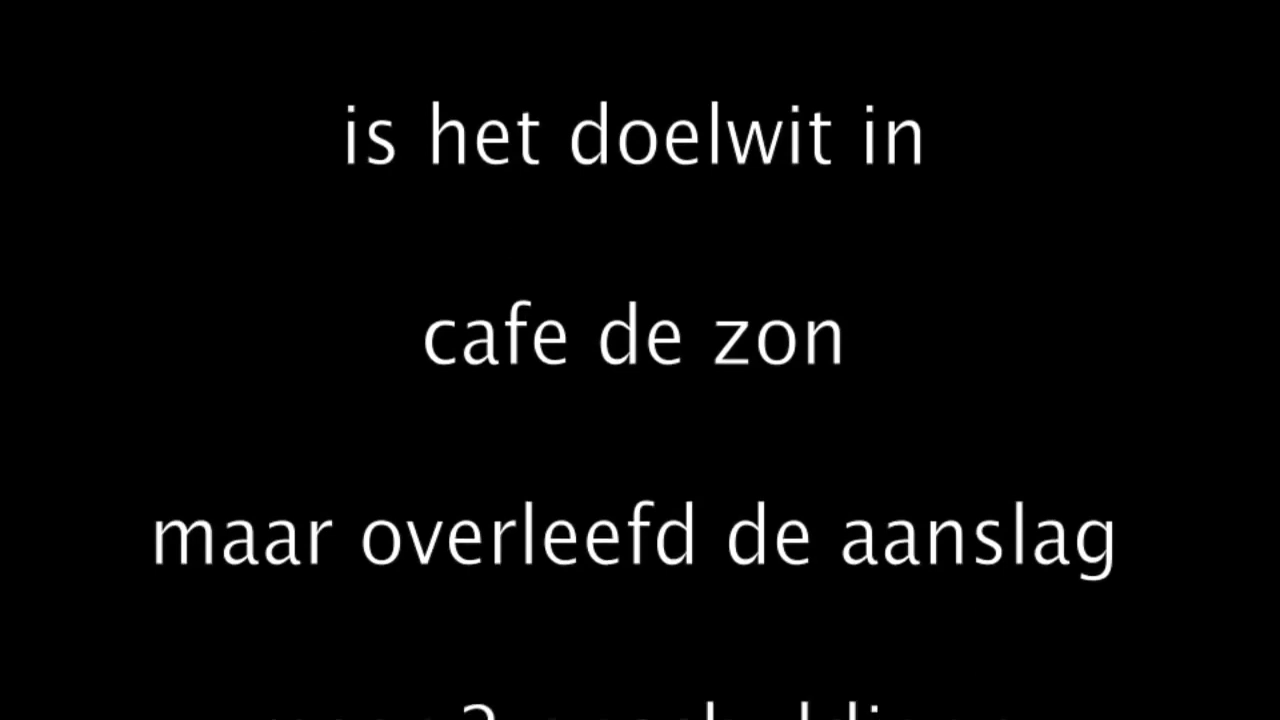 is het doelwit in
cafe de zon
maar overleefd de aanslag